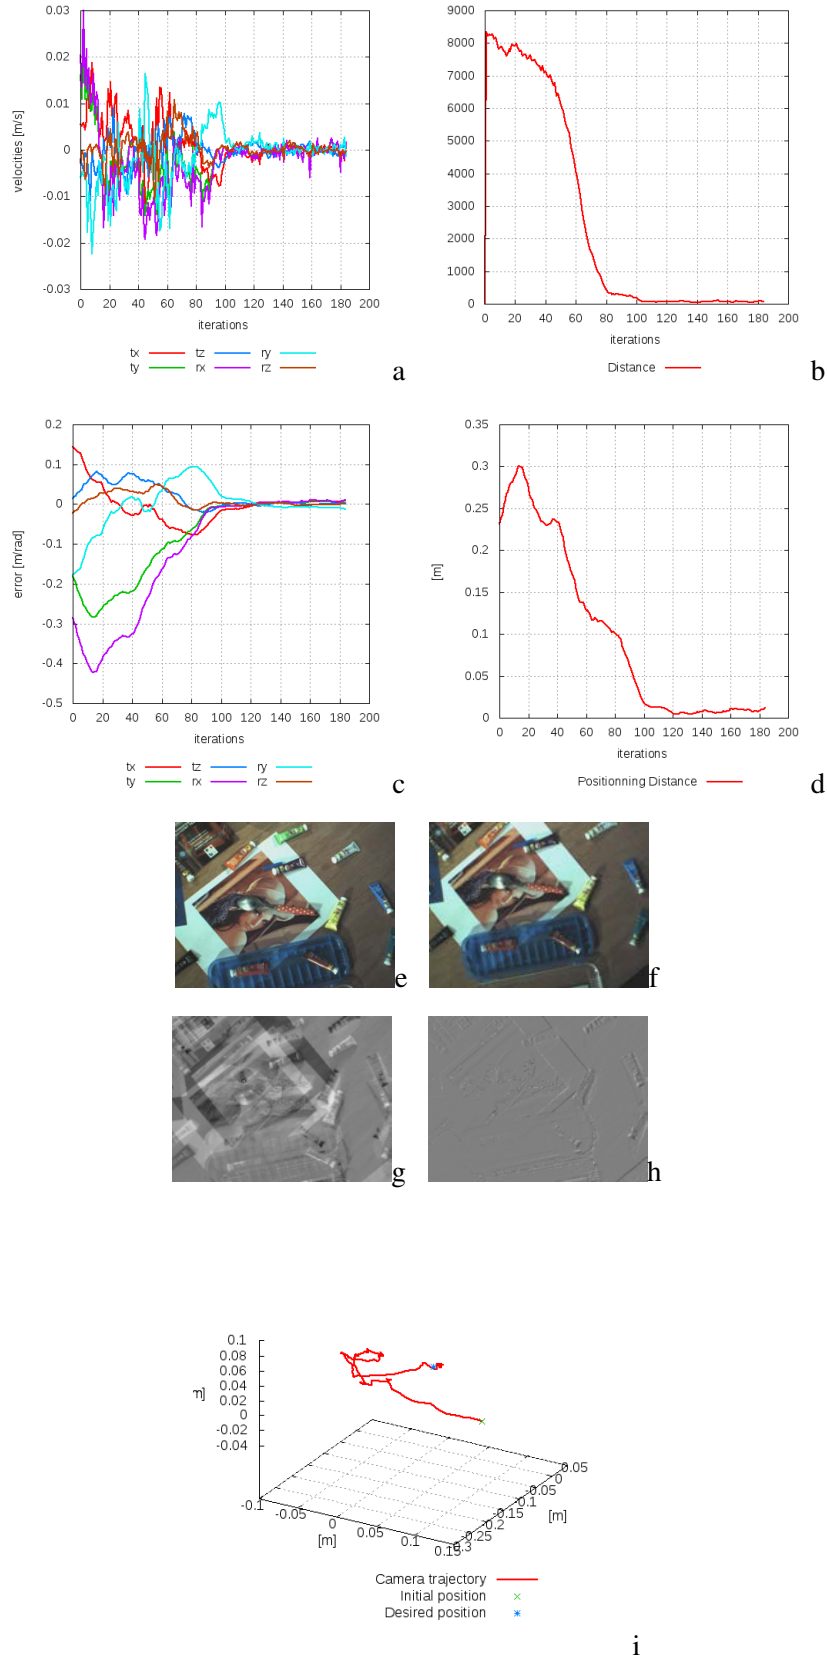 0.03
0.02
0.01
0
-0.01
-0.02
-0.03
velocities [m/s]
0 20 40 60 80 100 120 140 160 180 200
iterations
tx tz ry
ty rx rz
a
9000
8000
7000
6000
5000
4000
3000
2000
1000
0
0 20 40 60 80 100 120 140 160 180 200
iterations
Distance
b
0.2
0.1
0
-0.1
-0.2
-0.3
-0.4
-0.5
error [m/rad]
0 20 40 60 80 100 120 140 160 180 200
iterations
tx tz ry
ty rx rz
c
0.35
0.3
0.25
0.2
0.15
0.1
0.05
0
[m]
0 20 40 60 80 100 120 140 160 180 200
iterations
Positionning Distance
d
e
f
g
h
0.1
0.08
0.06
0.04
0.02
0
-0.02
-0.04
-0.1
-0.05
0
0.05
0.1
0.15
[m]
0.05
0
-0.05
-0.1
-0.15
-0.2
-0.25
-0.3
[m]
Camera trajectory
Initial position
Desired position
i